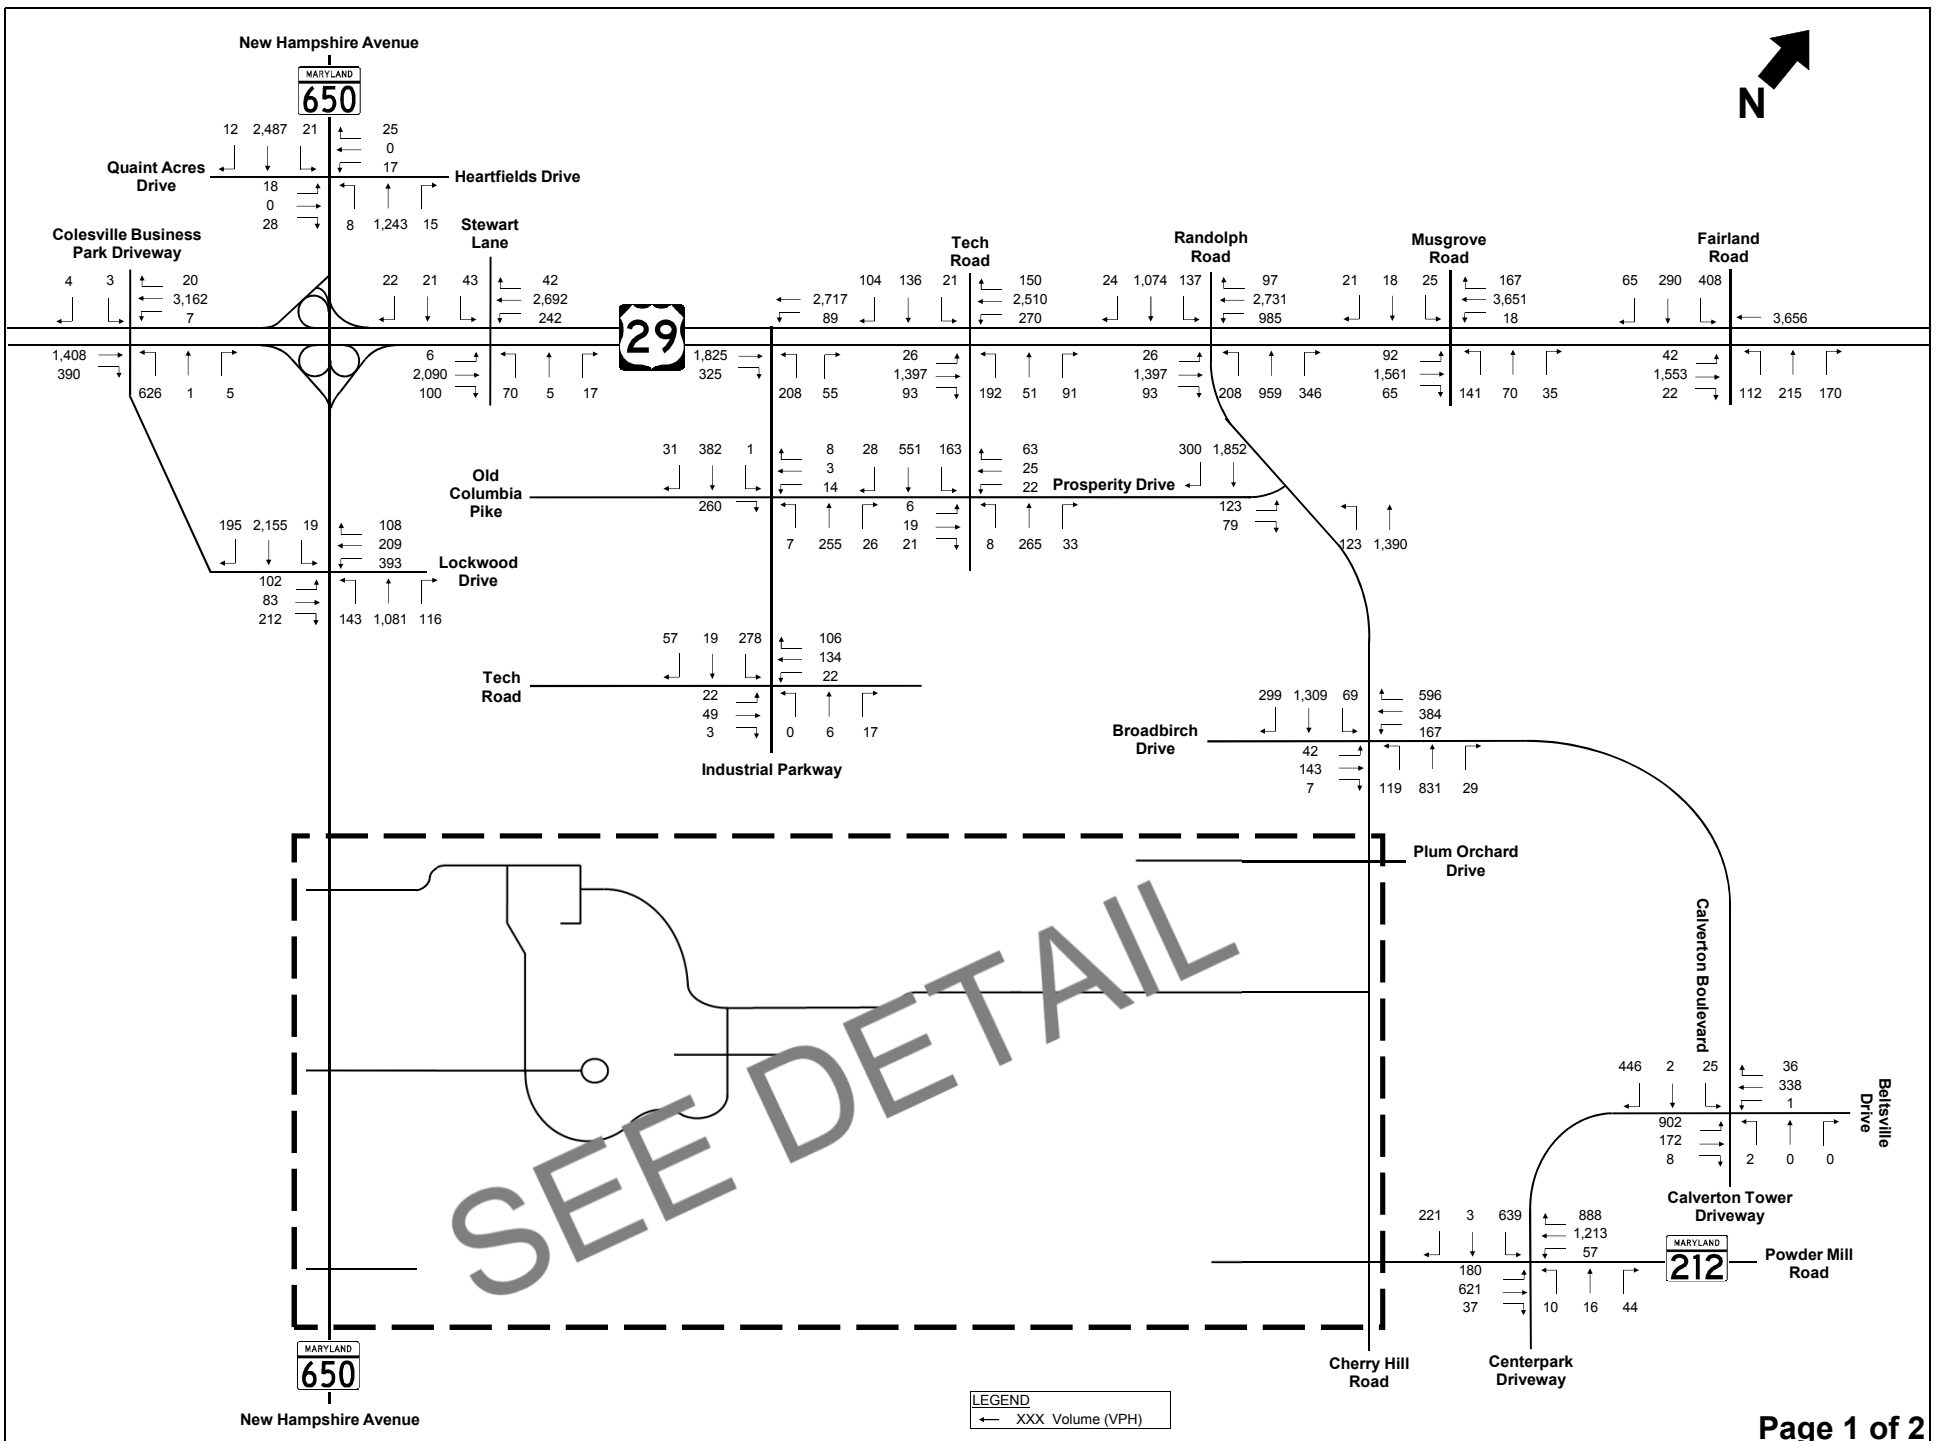 New Hampshire Avenue
MARYLAND
650
N
12 2,487 21 25
0
17
Quaint Acres
Drive
Heartfields Drive
18
0
28
8 1,243 15
Colesville Business
Park Driveway
Stewart
Lane
Tech
Road
Randolph
Road
Musgrove
Road
Fairland
Road
4 3 20
3,162
7
22 21 43 42
2,692
242
29
2,717
89
104 136 21 150
2,510
270
24 1,074 137 97
2,731
985
21 18 25 167
3,651
18
65 290 408
3,656
1,408
390
626 1 5
6
2,090
100
70 5 17
1,825
325
208 55
26
1,397
93
192 51 91
26
1,397
93
208 959 346
92
1,561
65
141 70 35
42
1,553
22
112 215 170
Old
Columbia
Pike
31 382 1 8
3
14
260
7 255 26
28 551 163 63
25
22
6
19
21
8 265 33
Prosperity Drive
300 1,852
123
79
123 1,390
195 2,155 19 108
209
393
Lockwood
Drive
102
83
212
143 1,081 116
Tech
Road
57 19 278 106
134
22
22
49
3
0 6 17
Industrial Parkway
Broadbirch
Drive
299 1,309 69 596
384
167
42
143
7
119 831 29
Plum Orchard
Drive
SEE DETAIL
Calverton Boulevard
446 2 25 36
338
1
Beltsville
Drive
902
172
8
2 0 0
Calverton Tower
Driveway
221 3 639 888
1,213
57
MARYLAND
212
Powder Mill
Road
180
621
37
10 16 44
MARYLAND
650
New Hampshire Avenue
Cherry Hill
Road
Centerpark
Driveway
LEGEND
XXX Volume (VPH)
Page 1 of 2